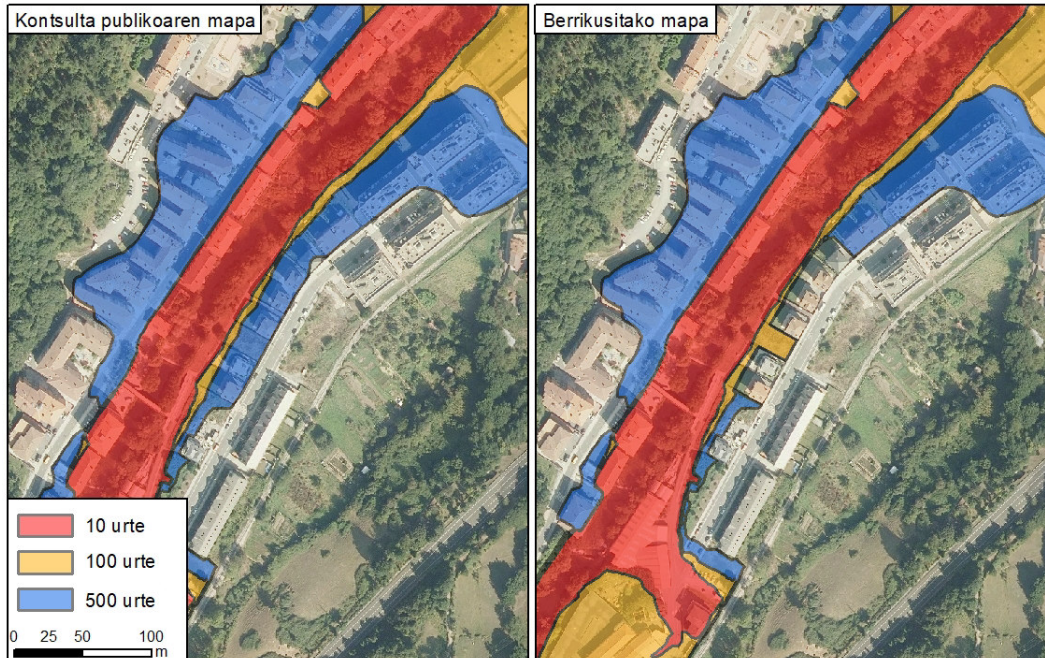 Kontsulta publikoaren mapa
Berrikusitako mapa
10 urte
100 urte
500 urte
0 25 50 100
m